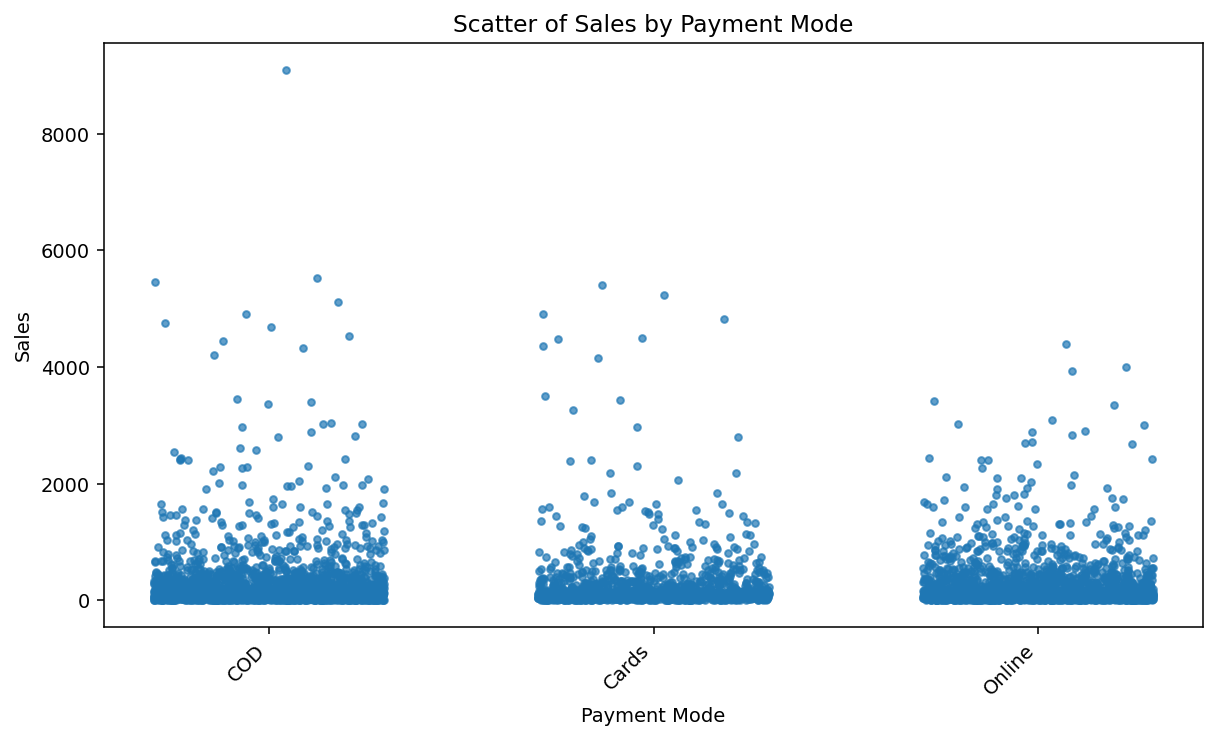 Scatter of Sales by Payment Mode
8000
6000
4000
2000
0
Sales
COD
Cards
Online
Payment Mode